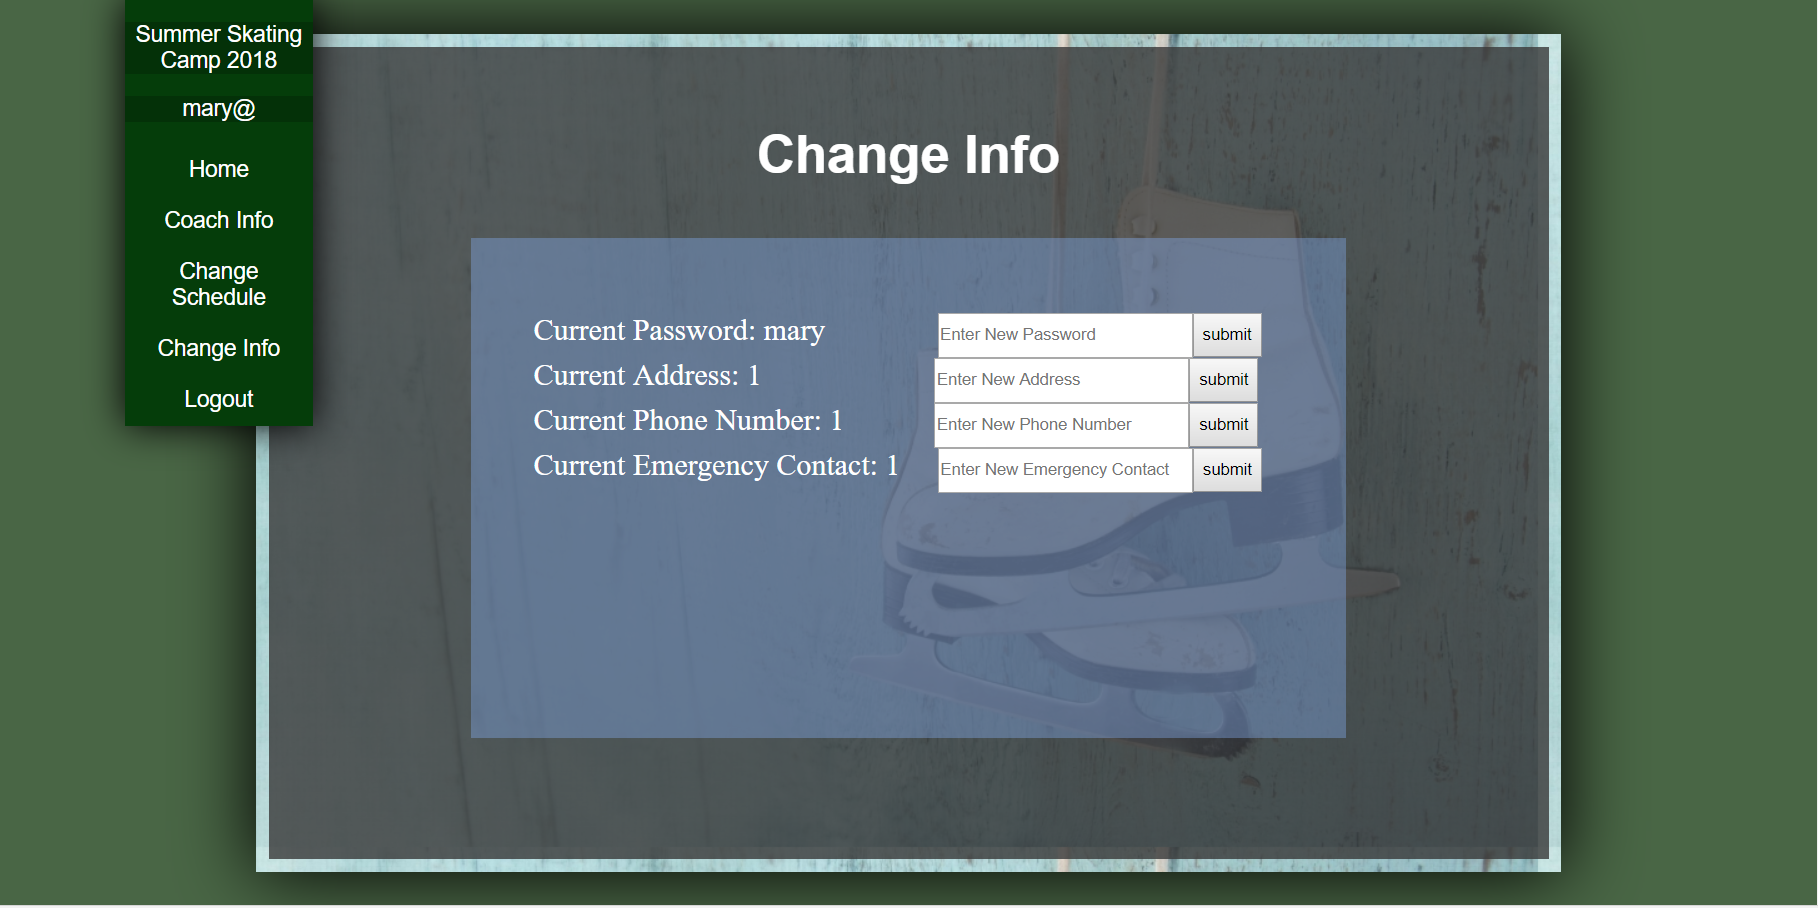 Summer Skating
Camp 2018
mary@
Home
Coach Info
Change
Schedule
Change Info
Logout
Change Info
Current Password: mary
Enter New Password
submit
Current Address: 1
Enter New Address
submit
Current Phone Number: 1
Enter New Phone Number
submit
Current Emergency Contact: 1
Enter New Emergency Contact
submit